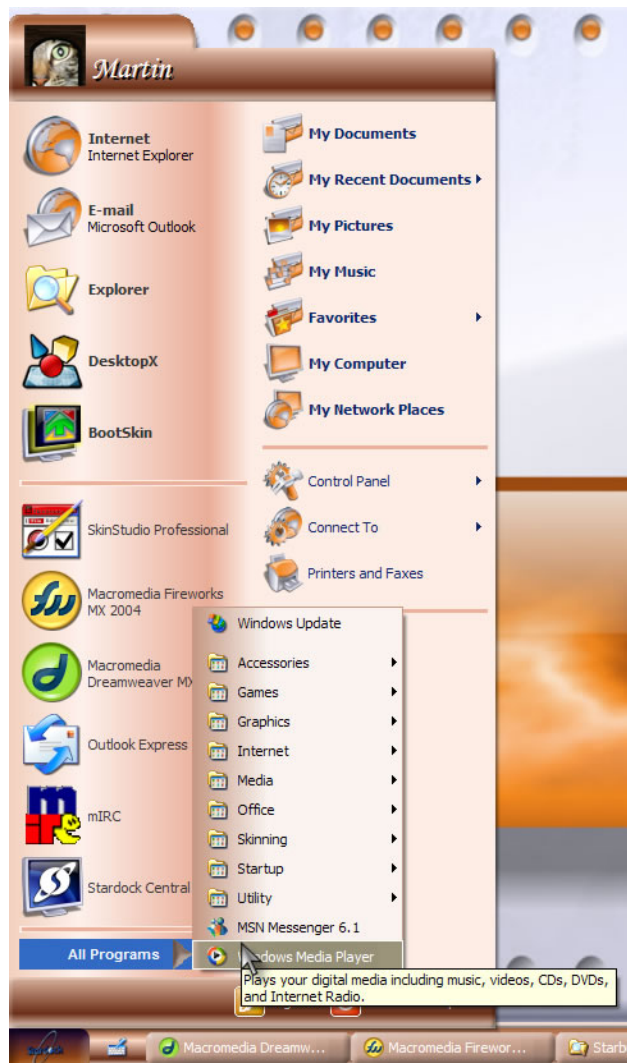 Martin
Internet
Internet Explorer
E-mail
Microsoft Outlook
Explorer
DesktopX
BootSkin
SkinStudio Professional
Macromedia Fireworks
MX 2004
Macromedia
Dreamweaver MX
Outlook Express
mIRC
Stardock Central
All Programs
My Documents
My Recent Documents
My Pictures
My Music
Favorites
My Computer
My Network Places
Control Panel
Connect To
Printers and Faxes
Windows Update
Accessories
Games
Graphics
Internet
Media
Office
Skinning
Startup
Utility
MSN Messenger 6.1
Media Player
Plays your digital media including music, videos, CDs, DVDs,
and Internet Radio.
Macromedia Dreamw...
Macromedia Firewor...
Starb